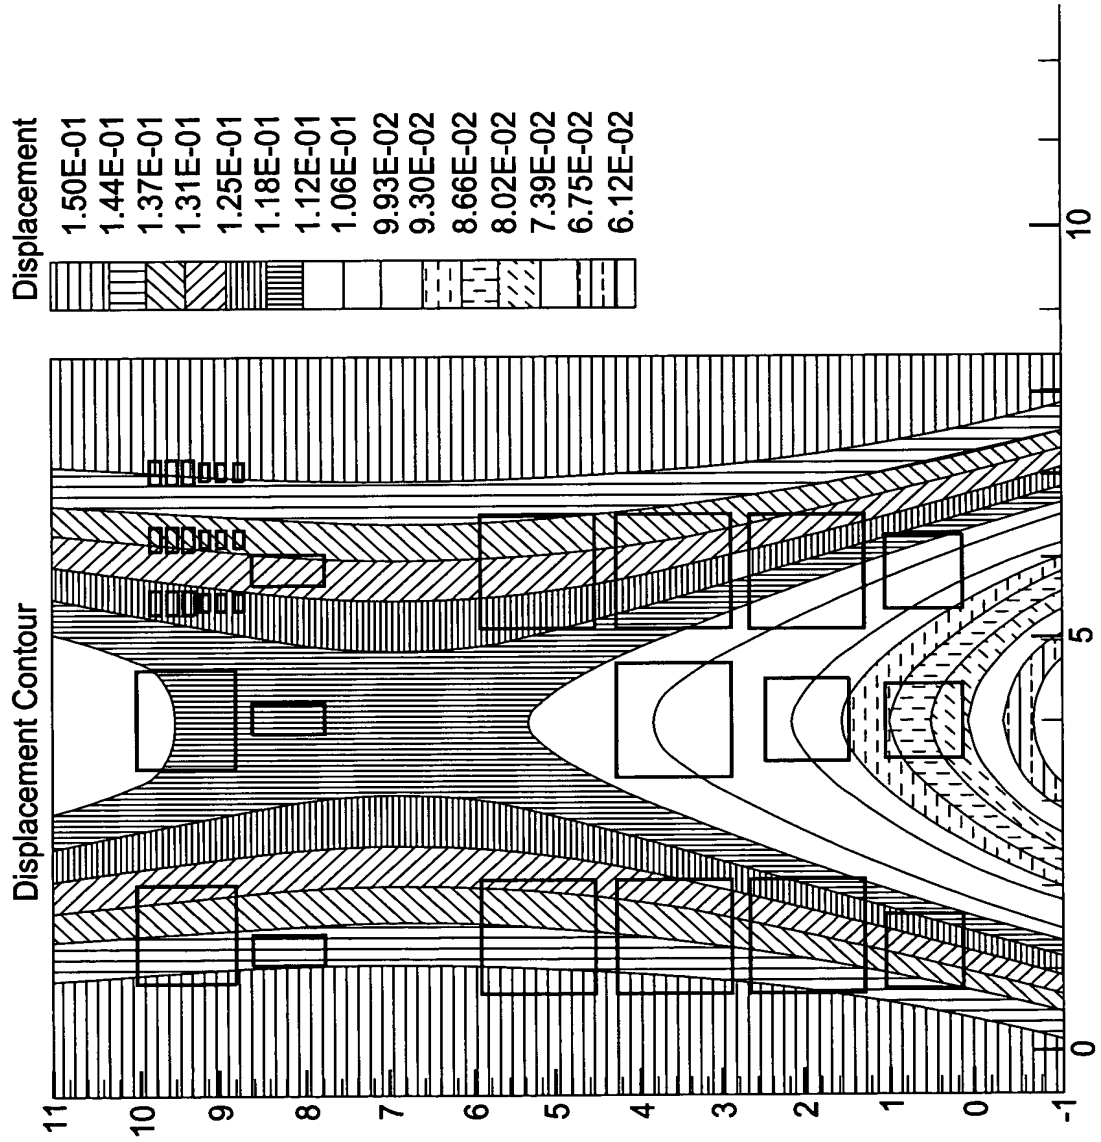 Displacement Contour
Displacement
1.50E-01
1.44E-01
1.37E-01
1.31E-01
1.25E-01
1.18E-01
1.12E-01
1.06E-01
9.93E-02
9.30E-02
8.66E-02
8.02E-02
7.39E-02
6.75E-02
6.12E-02
11
10
9
8
7
6
5
4
3
2
1
0
-1
0
5
10